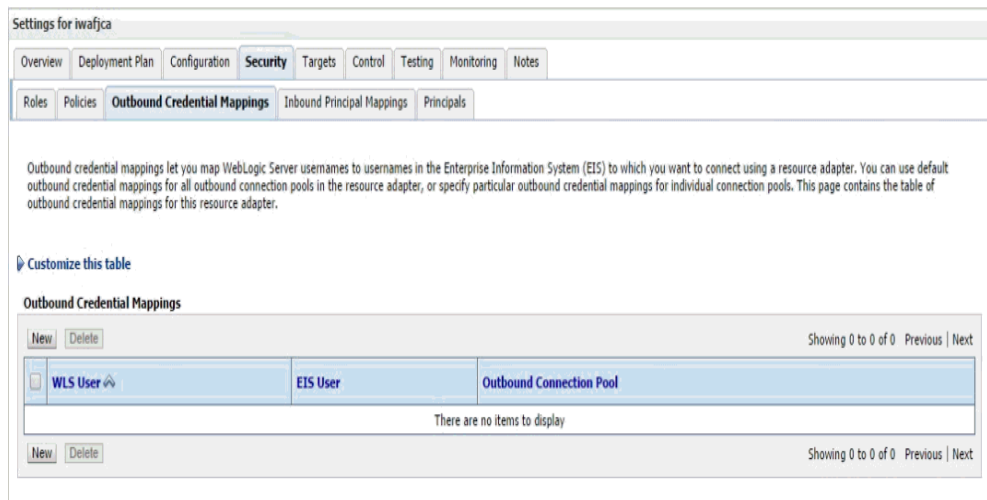 Settings for iwafjca
Overview Deployment Plan Configuration Security Targets Control Testing Monitoring Notes
Roles Policies Outbound Credential Mappings Inbound Principal Mappings Principals
Outbound credential mappings let you map WebLogic Server usernames to usernames in the Enterprise Information System (EIS) to which you want to connect using a resource adapter. You can use default
outbound credential mappings for all outbound connection pools in the resource adapter, or specify particular outbound credential mappings for individual connection pools. This page contains the table of
outbound credential mappings for this resource adapter.
Customize this table
Outbound Credential Mappings
New Delete Showing 0 to 0 of 0 Previous | Next
WLS User EIS User Outbound Connection Pool
There are no items to display
New Delete Showing 0 to 0 of 0 Previous | Next